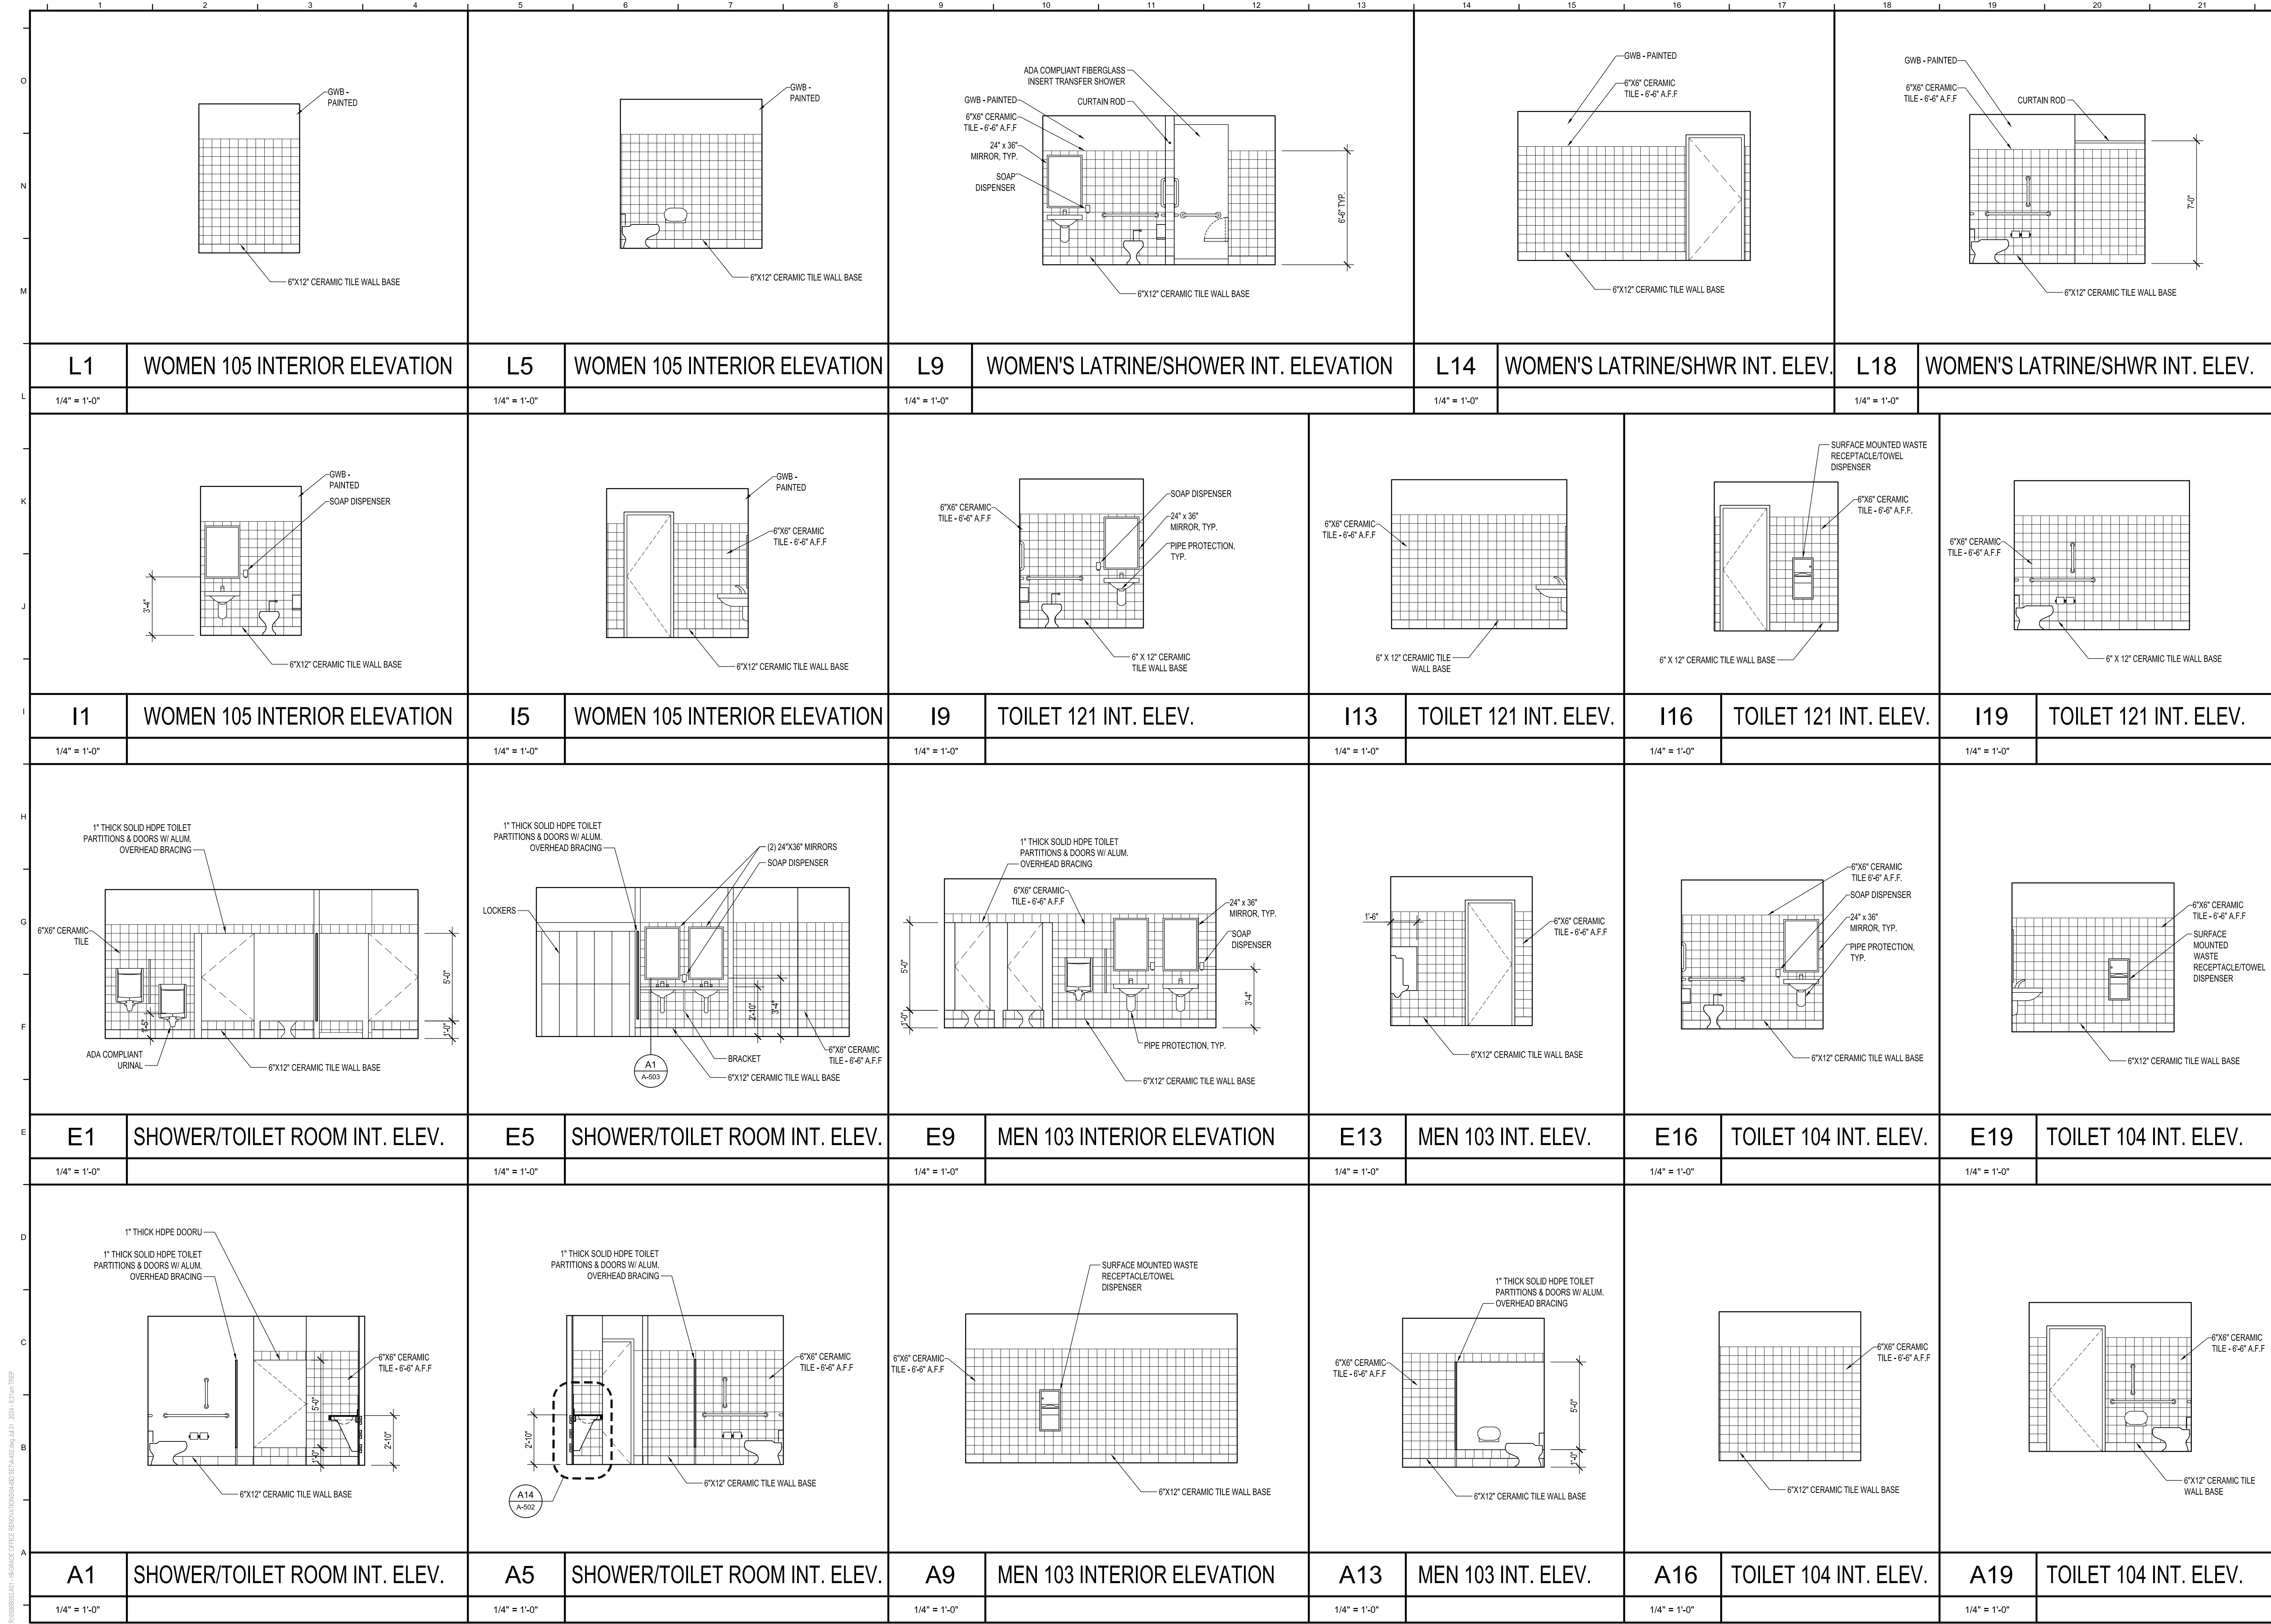 1 2 3 4 5 6 7 8 9 10 11 12 13 14 15 16 17 18 19 20 21
O
N
M
L
K
J
I
H
G
F
E
D
C
B
A
GWB -
PAINTED
6"X12" CERAMIC TILE WALL BASE
L1 WOMEN 105 INTERIOR ELEVATION
1/4" = 1'-0"
GWB -
PAINTED
6"X12" CERAMIC TILE WALL BASE
L5 WOMEN 105 INTERIOR ELEVATION
1/4" = 1'-0"
ADA COMPLIANT FIBERGLASS
INSERT TRANSFER SHOWER
GWB - PAINTED
CURTAIN ROD
6"X6" CERAMIC
TILE - 6'-6" A.F.F
24" x 36"
MIRROR, TYP.
SOAP
DISPENSER
6'-6" TYP.
6"X12" CERAMIC TILE WALL BASE
L9 WOMEN'S LATRINE/SHOWER INT. ELEVATION
1/4" = 1'-0"
GWB - PAINTED
6"X6" CERAMIC
TILE - 6'-6" A.F.F
6"X12" CERAMIC TILE WALL BASE
L14 WOMEN'S LATRINE/SHWR INT. ELEV.
1/4" = 1'-0"
GWB - PAINTED
6"X6" CERAMIC
TILE - 6'-6" A.F.F
CURTAIN ROD
7'-0"
6"X12" CERAMIC TILE WALL BASE
L18 WOMEN'S LATRINE/SHWR INT. ELEV.
1/4" = 1'-0"
GWB -
PAINTED
SOAP DISPENSER
3'-4"
6"X12" CERAMIC TILE WALL BASE
I1 WOMEN 105 INTERIOR ELEVATION
1/4" = 1'-0"
GWB -
PAINTED
6"X6" CERAMIC
TILE - 6'-6" A.F.F
6"X12" CERAMIC TILE WALL BASE
I5 WOMEN 105 INTERIOR ELEVATION
1/4" = 1'-0"
6"X6" CERAMIC
TILE - 6'-6" A.F.F
SOAP DISPENSER
24" x 36"
MIRROR, TYP.
PIPE PROTECTION,
TYP.
6" X 12" CERAMIC
TILE WALL BASE
I9 TOILET 121 INT. ELEV.
1/4" = 1'-0"
6"X6" CERAMIC
TILE - 6'-6" A.F.F
6" X 12" CERAMIC TILE
WALL BASE
I13 TOILET 121 INT. ELEV.
1/4" = 1'-0"
SURFACE MOUNTED WASTE
RECEPTACLE/TOWEL
DISPENSER
6"X6" CERAMIC
TILE - 6'-6" A.F.F.
6" X 12" CERAMIC TILE WALL BASE
I16 TOILET 121 INT. ELEV.
1/4" = 1'-0"
6"X6" CERAMIC
TILE - 6'-6" A.F.F
6" X 12" CERAMIC TILE WALL BASE
I19 TOILET 121 INT. ELEV.
1/4" = 1'-0"
1" THICK SOLID HDPE TOILET
PARTITIONS & DOORS W/ ALUM.
OVERHEAD BRACING
6"X6" CERAMIC
TILE
5'-0"
1'-0"
1'-5"
ADA COMPLIANT
URINAL
6"X12" CERAMIC TILE WALL BASE
E1 SHOWER/TOILET ROOM INT. ELEV.
1/4" = 1'-0"
1" THICK SOLID HDPE TOILET
PARTITIONS & DOORS W/ ALUM.
OVERHEAD BRACING
(2) 24"X36" MIRRORS
SOAP DISPENSER
LOCKERS
2'-10"
3'-4"
6"X6" CERAMIC
TILE - 6'-6" A.F.F
BRACKET
A1
A-503
6"X12" CERAMIC TILE WALL BASE
E5 SHOWER/TOILET ROOM INT. ELEV.
1/4" = 1'-0"
1" THICK SOLID HDPE TOILET
PARTITIONS & DOORS W/ ALUM.
OVERHEAD BRACING
6"X6" CERAMIC
TILE - 6'-6" A.F.F
24" x 36"
MIRROR, TYP.
SOAP
DISPENSER
5'-0"
1'-0"
3'-4"
PIPE PROTECTION, TYP.
6"X12" CERAMIC TILE WALL BASE
E9 MEN 103 INTERIOR ELEVATION
1/4" = 1'-0"
1'-6"
6"X6" CERAMIC
TILE - 6'-6" A.F.F
6"X12" CERAMIC TILE WALL BASE
E13 MEN 103 INT. ELEV.
1/4" = 1'-0"
6"X6" CERAMIC
TILE 6'-6" A.F.F.
SOAP DISPENSER
24" x 36"
MIRROR, TYP.
PIPE PROTECTION,
TYP.
6"X12" CERAMIC TILE WALL BASE
E16 TOILET 104 INT. ELEV.
1/4" = 1'-0"
6"X6" CERAMIC
TILE - 6'-6" A.F.F
SURFACE
MOUNTED
WASTE
RECEPTACLE/TOWEL
DISPENSER
6"X12" CERAMIC TILE WALL BASE
E19 TOILET 104 INT. ELEV.
1/4" = 1'-0"
1" THICK HDPE DOORU
1" THICK SOLID HDPE TOILET
PARTITIONS & DOORS W/ ALUM.
OVERHEAD BRACING
6"X6" CERAMIC
TILE - 6'-6" A.F.F
5'-0"
1'-0"
2'-10"
6"X12" CERAMIC TILE WALL BASE
A1 SHOWER/TOILET ROOM INT. ELEV.
1/4" = 1'-0"
1" THICK SOLID HDPE TOILET
PARTITIONS & DOORS W/ ALUM.
OVERHEAD BRACING
6"X6" CERAMIC
TILE - 6'-6" A.F.F
2'-10"
6"X12" CERAMIC TILE WALL BASE
A14
A-502
A5 SHOWER/TOILET ROOM INT. ELEV.
1/4" = 1'-0"
SURFACE MOUNTED WASTE
RECEPTACLE/TOWEL
DISPENSER
6"X6" CERAMIC
TILE - 6'-6" A.F.F
6"X12" CERAMIC TILE WALL BASE
A9 MEN 103 INTERIOR ELEVATION
1/4" = 1'-0"
1" THICK SOLID HDPE TOILET
PARTITIONS & DOORS W/ ALUM.
OVERHEAD BRACING
6"X6" CERAMIC
TILE - 6'-6" A.F.F
5'-0"
1'-0"
6"X12" CERAMIC TILE WALL BASE
A13 MEN 103 INT. ELEV.
1/4" = 1'-0"
6"X6" CERAMIC
TILE - 6'-6" A.F.F
6"X12" CERAMIC TILE WALL BASE
A16 TOILET 104 INT. ELEV.
1/4" = 1'-0"
6"X6" CERAMIC
TILE - 6'-6" A.F.F
6"X12" CERAMIC TILE
WALL BASE
A19 TOILET 104 INT. ELEV.
1/4" = 1'-0"